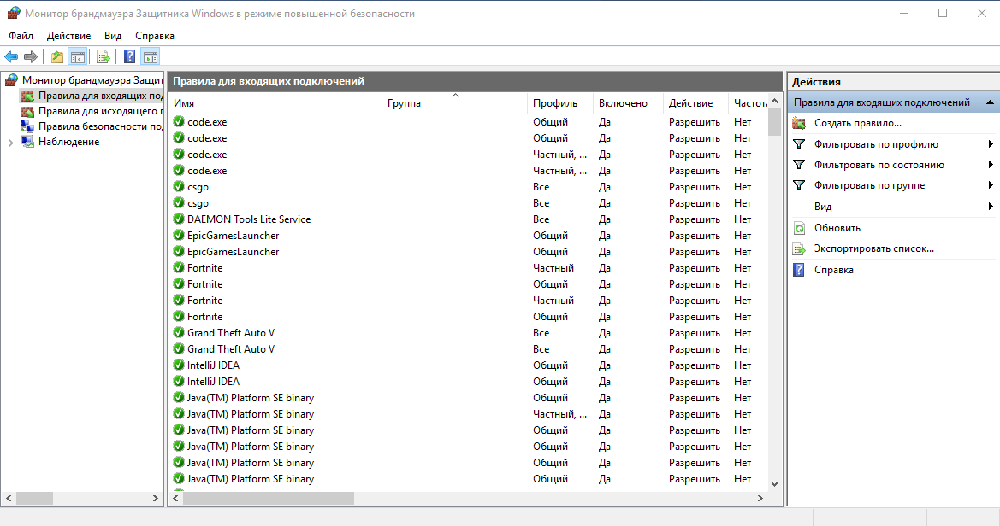 Монитор брандмауэра Защитника Windows в режиме повышенной безопасности
Файл Действие Вид Справка
Монитор брандмауэра Защит
Правила для входящих под
Правила для исходящего п
Правила безопасности по
Наблюдение
Правила для входящих подключений
Имя Группа Профиль Включено Действие Частота
code.exe Общий Да Разрешить Нет
code.exe Общий Да Разрешить Нет
code.exe Частный, ... Да Разрешить Нет
code.exe Частный, ... Да Разрешить Нет
csgo Все Да Разрешить Нет
csgo Все Да Разрешить Нет
DAEMON Tools Lite Service Все Да Разрешить Нет
EpicGamesLauncher Общий Да Разрешить Нет
EpicGamesLauncher Общий Да Разрешить Нет
Fortnite Частный Да Разрешить Нет
Fortnite Общий Да Разрешить Нет
Fortnite Частный Да Разрешить Нет
Fortnite Общий Да Разрешить Нет
Grand Theft Auto V Все Да Разрешить Нет
Grand Theft Auto V Все Да Разрешить Нет
IntelliJ IDEA Общий Да Разрешить Нет
IntelliJ IDEA Общий Да Разрешить Нет
Java(TM) Platform SE binary Общий Да Разрешить Нет
Java(TM) Platform SE binary Частный, ... Да Разрешить Нет
Java(TM) Platform SE binary Общий Да Разрешить Нет
Java(TM) Platform SE binary Общий Да Разрешить Нет
Java(TM) Platform SE binary Общий Да Разрешить Нет
Java(TM) Platform SE binary Общий Да Разрешить Нет
Действия
Правила для входящих подключений
Создать правило...
Фильтровать по профилю
Фильтровать по состоянию
Фильтровать по группе
Вид
Обновить
Экспортировать список...
Справка